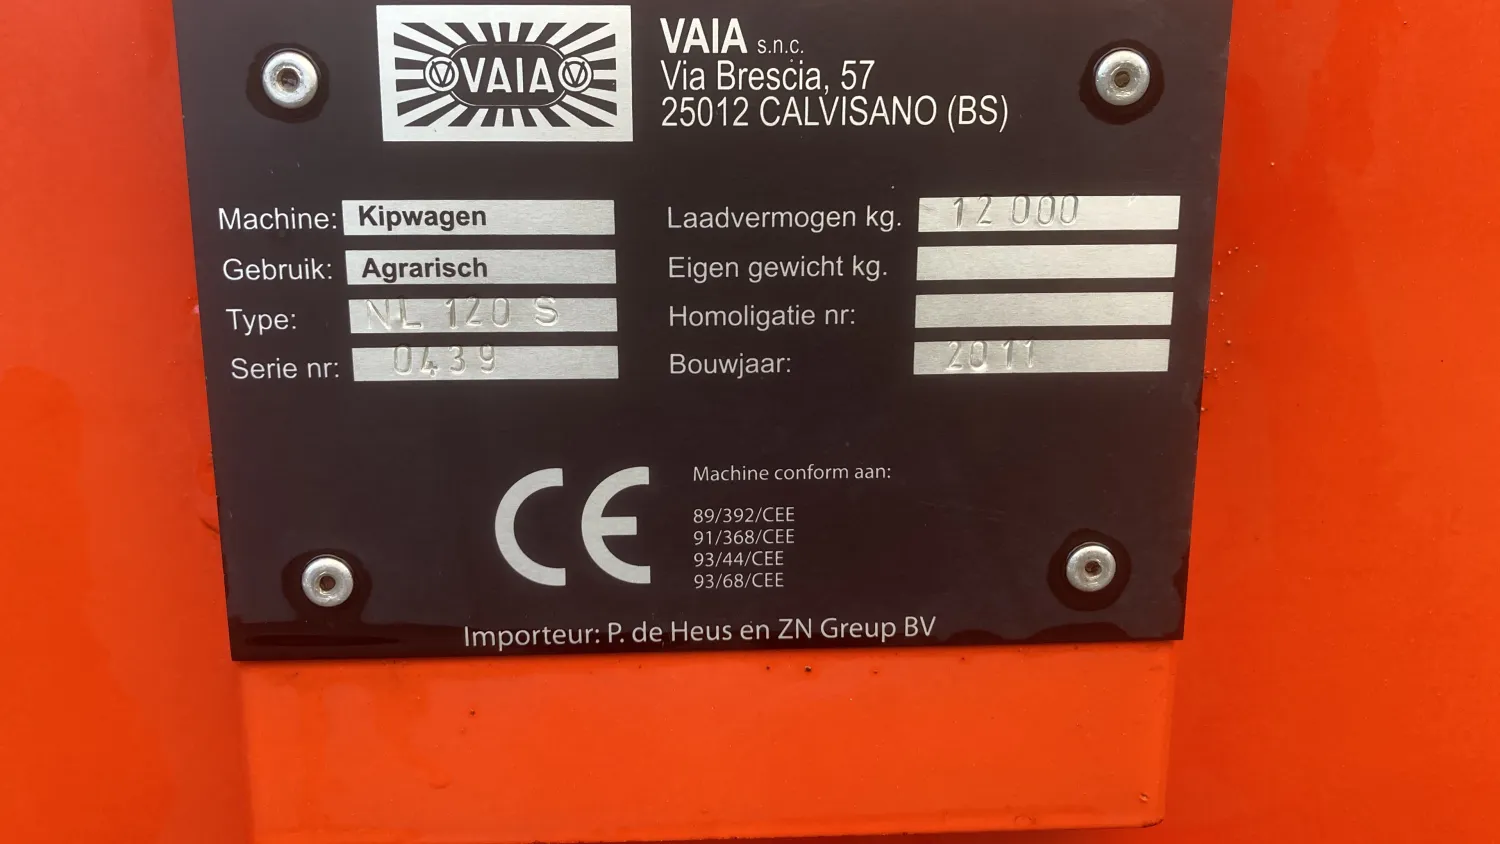 VAIA
VAIA s.n.c.
Via Brescia, 57
25012 CALVISANO (BS)
Machine: Kipwagen
Gebruik: Agrarisch
Type: NL 120 S
Serie nr: 0439
Laadvermogen kg. 12 000
Eigen gewicht kg.
Homoligatie nr:
Bouwjaar: 2011
CE
Machine conform aan:
89/392/CEE
91/368/CEE
93/44/CEE
93/68/CEE
Importeur: P. de Heus en ZN Greup BV